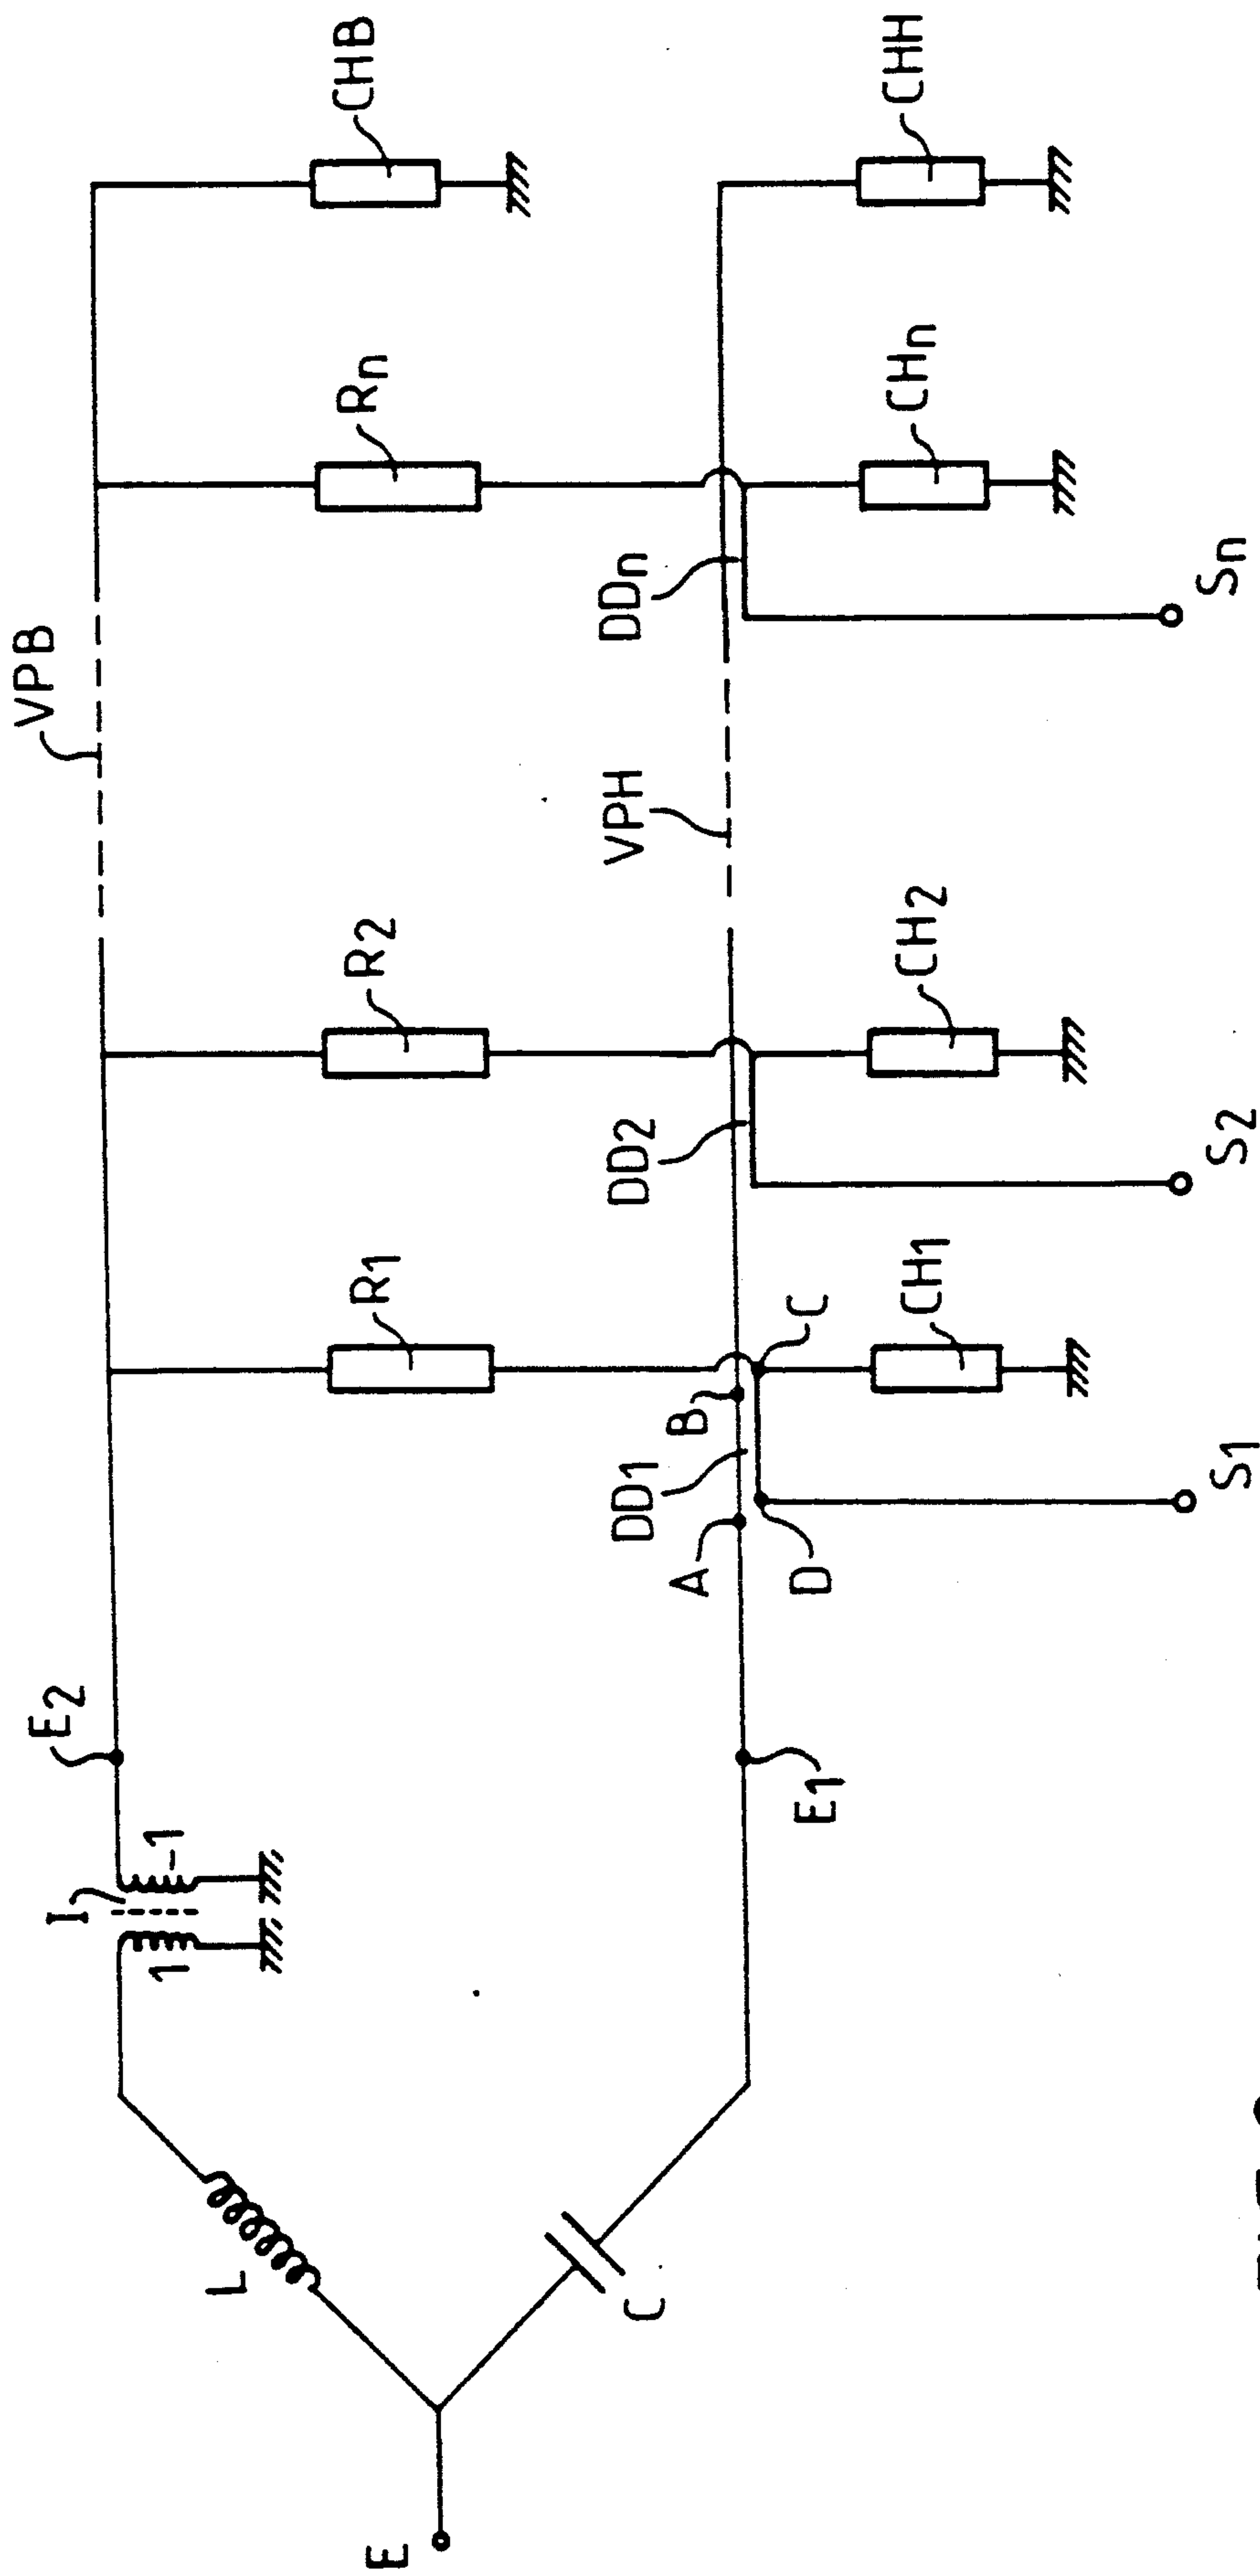 VPB
CHB
E2
I
1
-1
R1
R2
Rn
L
VPH
E
C
E1
A
DD1
B
D
C
DD2
DDn
CH1
CH2
CHn
CHH
S1
S2
Sn